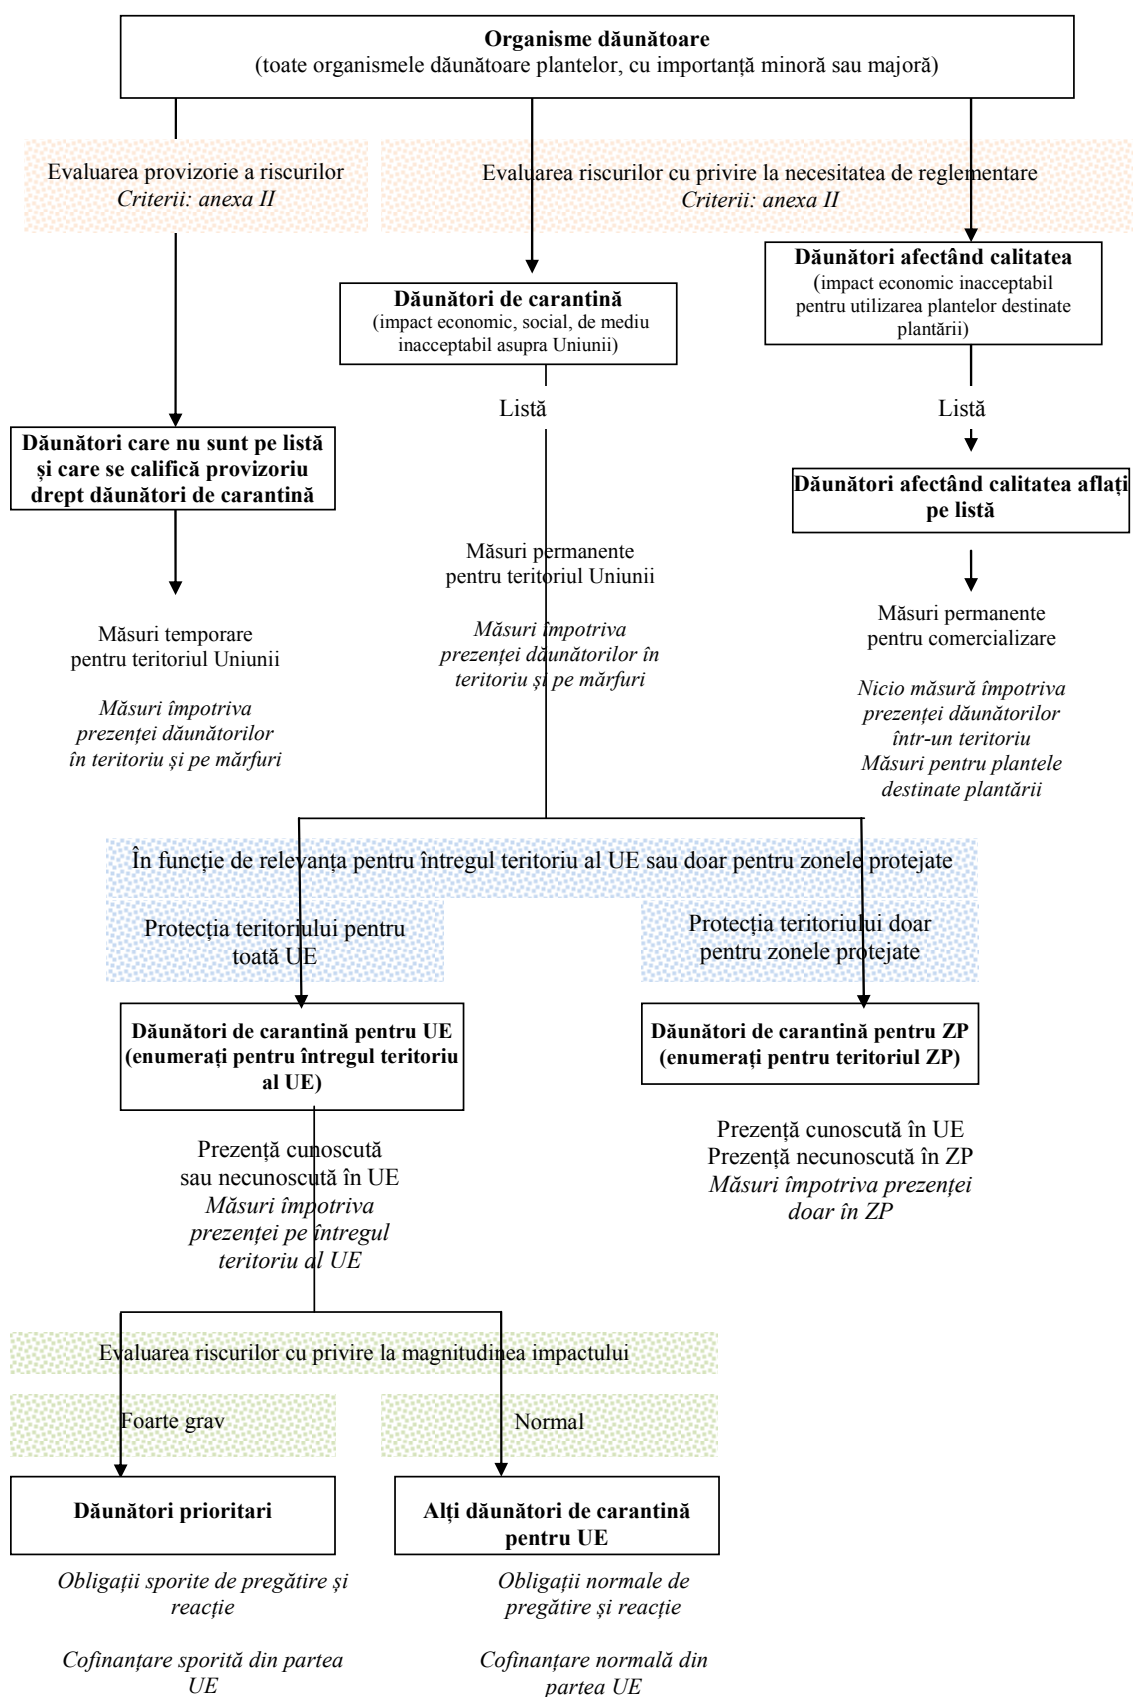 Organisme dăunătoare
(toate organismele dăunătoare plantelor, cu importanță minoră sau majoră)
Evaluarea provizorie a riscurilor
Criterii: anexa II
Evaluarea riscurilor cu privire la necesitatea de reglementare
Criterii: anexa II
Dăunători afectând calitatea
(impact economic inacceptabil
pentru utilizarea plantelor destinate
plantării)
Dăunători de carantină
(impact economic, social, de mediu
inacceptabil asupra Uniunii)
Listă
Listă
Dăunători care nu sunt pe listă
și care se califică provizoriu
drept dăunători de carantină
Dăunători afectând calitatea aflați
pe listă
Măsuri permanente
pentru teritoriul Uniunii
Măsuri împotriva
prezenței dăunătorilor în
teritoriu și pe mărfuri
Măsuri temporare
pentru teritoriul Uniunii
Măsuri împotriva
prezenței dăunătorilor
în teritoriu și pe mărfuri
Măsuri permanente
pentru comercializare
Nicio măsură împotriva
prezenței dăunătorilor
într-un teritoriu
Măsuri pentru plantele
destinate plantării
În funcție de relevanța pentru întregul teritoriu al UE sau doar pentru zonele protejate
Protecția teritoriului pentru
toată UE
Protecția teritoriului doar
pentru zonele protejate
Dăunători de carantină pentru UE
(enumerați pentru întregul teritoriu
al UE)
Dăunători de carantină pentru ZP
(enumerați pentru teritoriul ZP)
Prezență cunoscută
sau necunoscută în UE
Măsuri împotriva
prezenței pe întregul
teritoriu al UE
Prezență cunoscută în UE
Prezență necunoscută în ZP
Măsuri împotriva prezenței
doar în ZP
Evaluarea riscurilor cu privire la magnitudinea impactului
Foarte grav
Normal
Dăunători prioritari
Alți dăunători de carantină
pentru UE
Obligații sporite de pregătire și
reacție
Cofinanțare sporită din partea
UE
Obligații normale de
pregătire și reacție
Cofinanțare normală din
partea UE